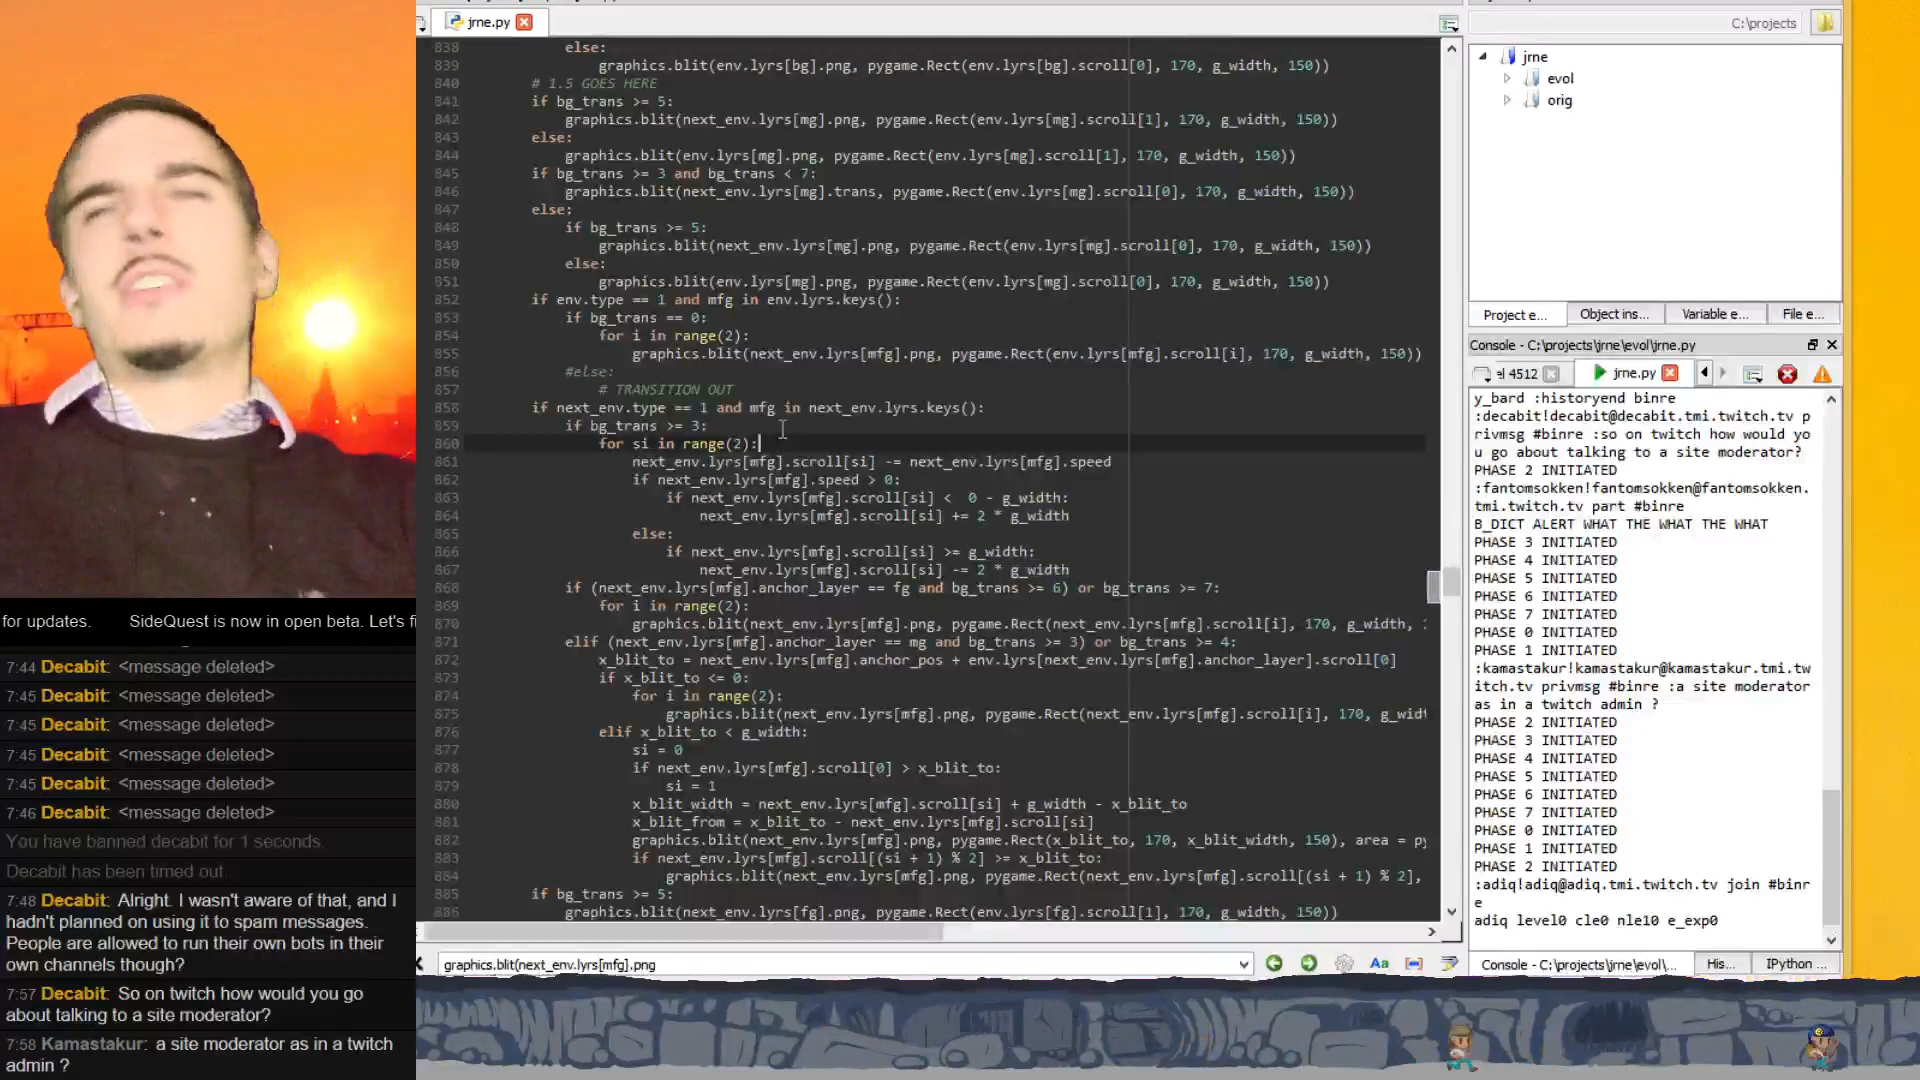 jrne.py
838 else:
839 graphics.blit(env.lyrs[bg].png, pygame.Rect(env.lyrs[bg].scroll[0], 170, g_width, 150))
840 # 1.5 GOES HERE
841 if bg_trans >= 5:
842 graphics.blit(next_env.lyrs[mg].png, pygame.Rect(env.lyrs[mg].scroll[1], 170, g_width, 150))
843 else:
844 graphics.blit(env.lyrs[mg].png, pygame.Rect(env.lyrs[mg].scroll[1], 170, g_width, 150))
845 if bg_trans >= 3 and bg_trans < 7:
846 graphics.blit(next_env.lyrs[mg].trans, pygame.Rect(env.lyrs[mg].scroll[0], 170, g_width, 150))
847 else:
848 if bg_trans >= 5:
849 graphics.blit(next_env.lyrs[mg].png, pygame.Rect(env.lyrs[mg].scroll[0], 170, g_width, 150))
850 else:
851 graphics.blit(env.lyrs[mg].png, pygame.Rect(env.lyrs[mg].scroll[0], 170, g_width, 150))
852 if env.type == 1 and mfg in env.lyrs.keys():
853 if bg_trans == 0:
854 for i in range(2):
855 graphics.blit(next_env.lyrs[mfg].png, pygame.Rect(env.lyrs[mfg].scroll[i], 170, g_width, 150))
856 #else:
857 # TRANSITION OUT
858 if next_env.type == 1 and mfg in next_env.lyrs.keys():
859 if bg_trans >= 3:
860 for si in range(2):
861 next_env.lyrs[mfg].scroll[si] -= next_env.lyrs[mfg].speed
862 if next_env.lyrs[mfg].speed > 0:
863 if next_env.lyrs[mfg].scroll[si] < 0 - g_width:
864 next_env.lyrs[mfg].scroll[si] += 2 * g_width
865 else:
866 if next_env.lyrs[mfg].scroll[si] >= g_width:
867 next_env.lyrs[mfg].scroll[si] -= 2 * g_width
868 if (next_env.lyrs[mfg].anchor_layer == fg and bg_trans >= 6) or bg_trans >= 7:
869 for i in range(2):
870 graphics.blit(next_env.lyrs[mfg].png, pygame.Rect(next_env.lyrs[mfg].scroll[i], 170, g_width, 1
871 elif (next_env.lyrs[mfg].anchor_layer == mg and bg_trans >= 3) or bg_trans >= 4:
872 x_blit_to = next_env.lyrs[mfg].anchor_pos + env.lyrs[next_env.lyrs[mfg].anchor_layer].scroll[0]
873 if x_blit_to <= 0:
874 for i in range(2):
875 graphics.blit(next_env.lyrs[mfg].png, pygame.Rect(next_env.lyrs[mfg].scroll[i], 170, g_widt
876 elif x_blit_to < g_width:
877 si = 0
878 if next_env.lyrs[mfg].scroll[0] > x_blit_to:
879 si = 1
880 x_blit_width = next_env.lyrs[mfg].scroll[si] + g_width - x_blit_to
881 x_blit_from = x_blit_to - next_env.lyrs[mfg].scroll[si]
882 graphics.blit(next_env.lyrs[mfg].png, pygame.Rect(x_blit_to, 170, x_blit_width, 150), area = py
883 if next_env.lyrs[mfg].scroll[(si + 1) % 2] >= x_blit_to:
884 graphics.blit(next_env.lyrs[mfg].png, pygame.Rect(next_env.lyrs[mfg].scroll[(si + 1) % 2],
885 if bg_trans >= 5:
886 graphics.blit(next_env.lyrs[fg].png, pygame.Rect(env.lyrs[fg].scroll[1], 170, g_width, 150))
graphics.blit(next_env.lyrs[mfg].png
Aa
for updates. SideQuest is now in open beta. Let's fi
7:44 Decabit: <message deleted>
7:45 Decabit: <message deleted>
7:45 Decabit: <message deleted>
7:45 Decabit: <message deleted>
7:45 Decabit: <message deleted>
7:46 Decabit: <message deleted>
You have banned decabit for 1 seconds.
Decabit has been timed out.
7:48 Decabit: Alright. I wasn't aware of that, and I
hadn't planned on using it to spam messages.
People are allowed to run their own bots in their
own channels though?
7:57 Decabit: So on twitch how would you go
about talking to a site moderator?
7:58 Kamastakur: a site moderator as in a twitch
admin ?
C:\projects
jrne
evol
orig
Project e... Object ins... Variable e... File e...
Console - C:\projects\jrne\evol\jrne.py
el 4512 jrne.py
y_bard :historyend binre
:decabit!decabit@decabit.tmi.twitch.tv p
rivmsg #binre :so on twitch how would yo
u go about talking to a site moderator?
PHASE 2 INITIATED
:fantomsokken!fantomsokken@fantomsokken.
tmi.twitch.tv part #binre
B_DICT ALERT WHAT THE WHAT THE WHAT
PHASE 3 INITIATED
PHASE 4 INITIATED
PHASE 5 INITIATED
PHASE 6 INITIATED
PHASE 7 INITIATED
PHASE 0 INITIATED
PHASE 1 INITIATED
:kamastakur!kamastakur@kamastakur.tmi.tw
itch.tv privmsg #binre :a site moderator
as in a twitch admin ?
PHASE 2 INITIATED
PHASE 3 INITIATED
PHASE 4 INITIATED
PHASE 5 INITIATED
PHASE 6 INITIATED
PHASE 7 INITIATED
PHASE 0 INITIATED
PHASE 1 INITIATED
PHASE 2 INITIATED
:adiq!adiq@adiq.tmi.twitch.tv join #binr
e
adiq level0 cle0 nle10 e_exp0
Console - C:\projects\jrne\evol\... His... IPython ...